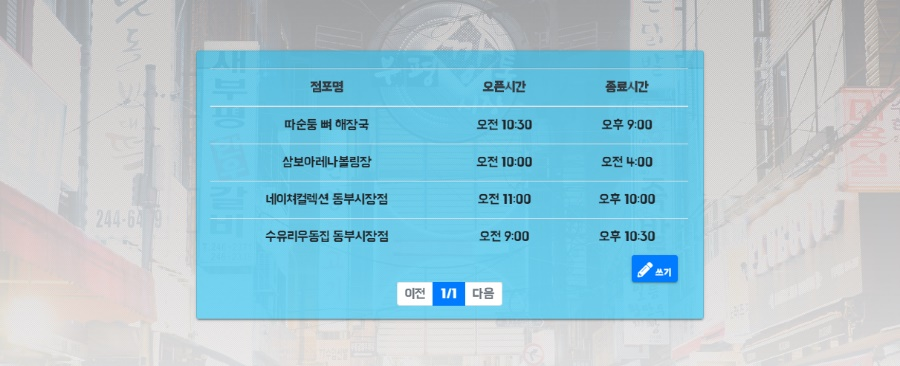 점포명 오픈시간 종료시간
따순둥 뼈 해장국 오전 10:30 오후 9:00
삼보아레나볼링장 오전 10:00 오전 4:00
네이처컬렉션 동부시장점 오전 11:00 오후 10:00
수유리우동집 동부시장점 오전 9:00 오후 10:30
쓰기
이전 1/1 다음
244-64